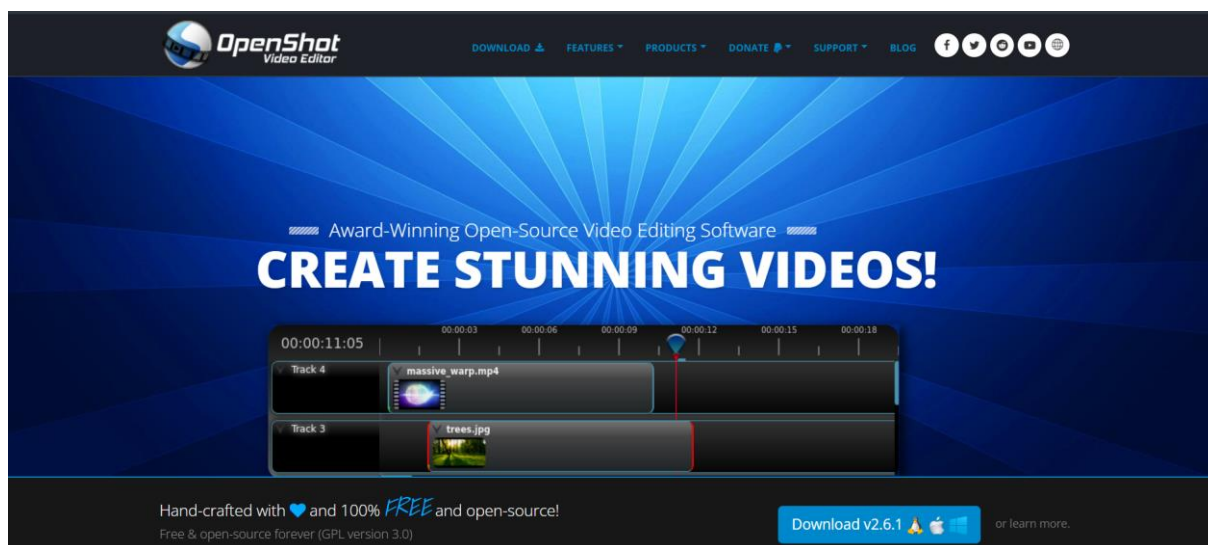 OpenShot
Video Editor
DOWNLOAD FEATURES PRODUCTS DONATE SUPPORT BLOG
Award-Winning Open-Source Video Editing Software
CREATE STUNNING VIDEOS!
00:00:11:05
00:00:03 00:00:06 00:00:09 00:00:12 00:00:15 00:00:18
Track 4
massive_warp.mp4
Track 3
trees.jpg
Hand-crafted with and 100% FREE and open-source!
Free & open-source forever (GPL version 3.0)
Download v2.6.1
or learn more.